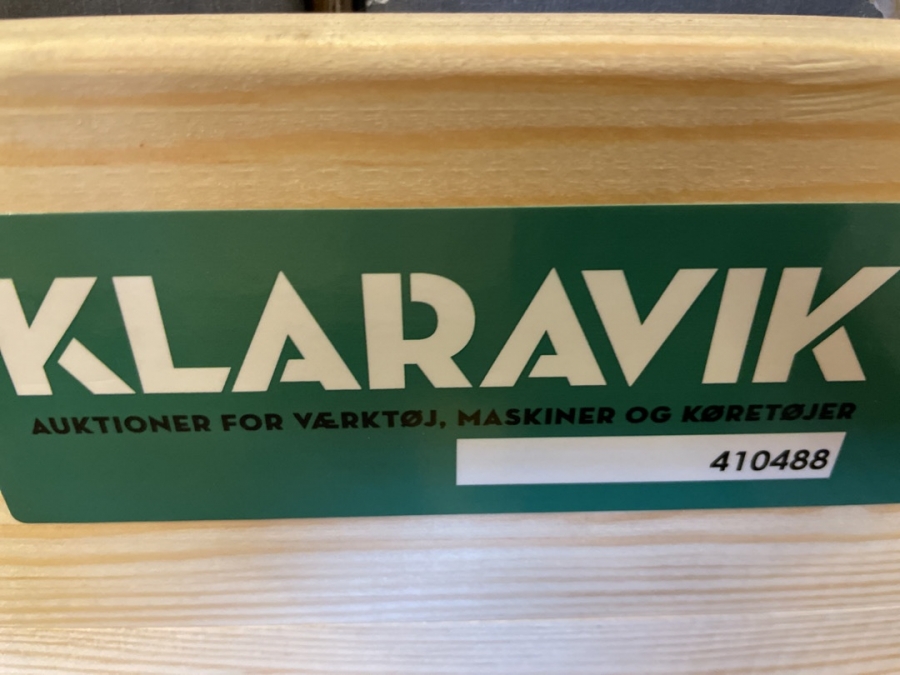 KLARAVIK
AUKTIONER FOR VÆRKTØJ, MASKINER OG KØRETØJER
410488